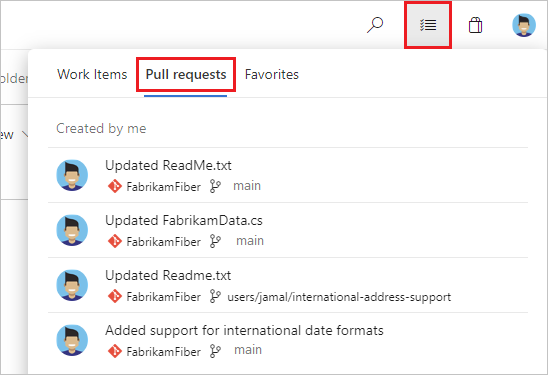 Work Items Pull requests Favorites
older
ew
Created by me
Updated ReadMe.txt
FabrikamFiber main
Updated FabrikamData.cs
FabrikamFiber main
Updated Readme.txt
FabrikamFiber users/jamal/international-address-support
Added support for international date formats
FabrikamFiber main